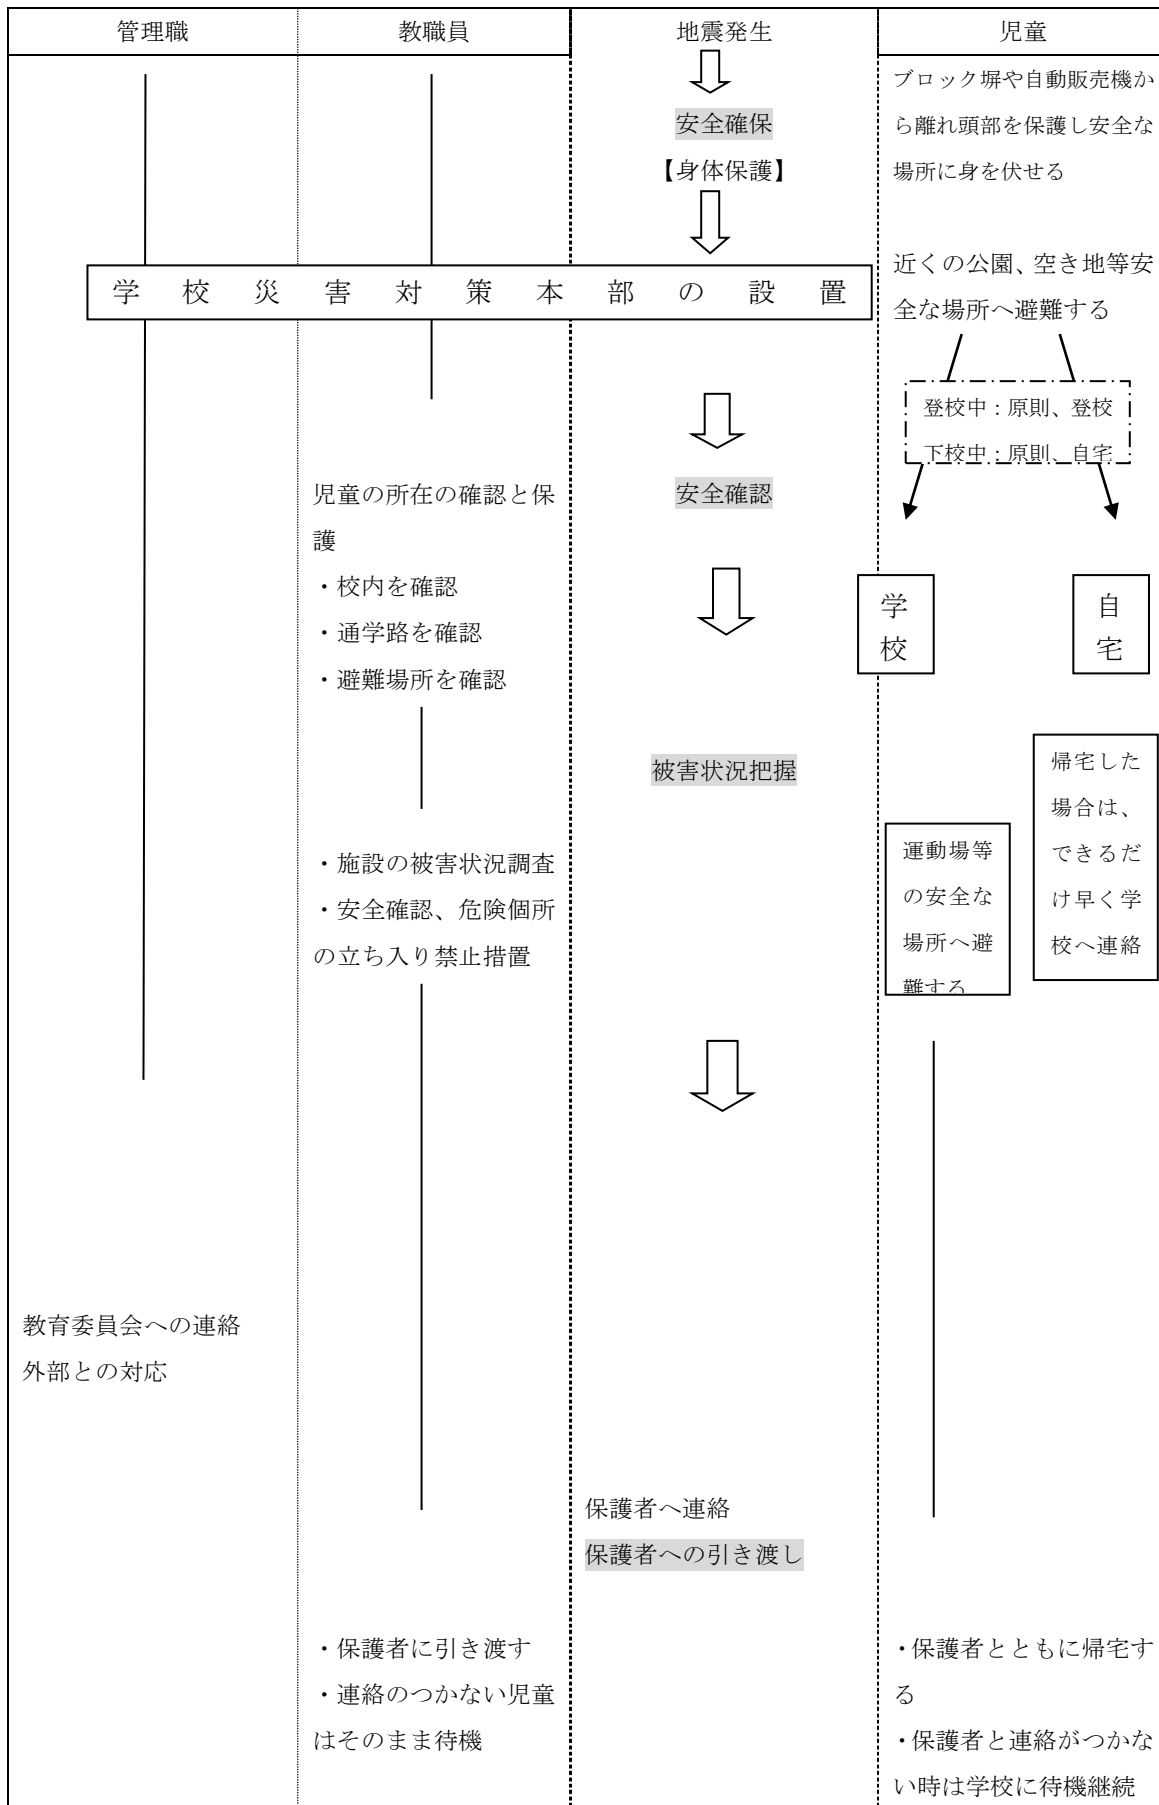 管理職
教職員
地震発生
児童
安全確保
【身体保護】
ブロック塀や自動販売機か
ら離れ頭部を保護し安全な
場所に身を伏せる
近くの公園、空き地等安
全な場所へ避難する
学校災害対策本部の設置
登校中：原則、登校
下校中：原則、自宅
児童の所在の確認と保
護
・校内を確認
・通学路を確認
・避難場所を確認
安全確認
学
校
自
宅
被害状況把握
・施設の被害状況調査
・安全確認、危険個所
の立ち入り禁止措置
運動場等
の安全な
場所へ避
難する
帰宅した
場合は、
できるだ
け早く学
校へ連絡
教育委員会への連絡
外部との対応
保護者へ連絡
保護者への引き渡し
・保護者に引き渡す
・連絡のつかない児童
はそのまま待機
・保護者とともに帰宅す
る
・保護者と連絡がつかな
い時は学校に待機継続